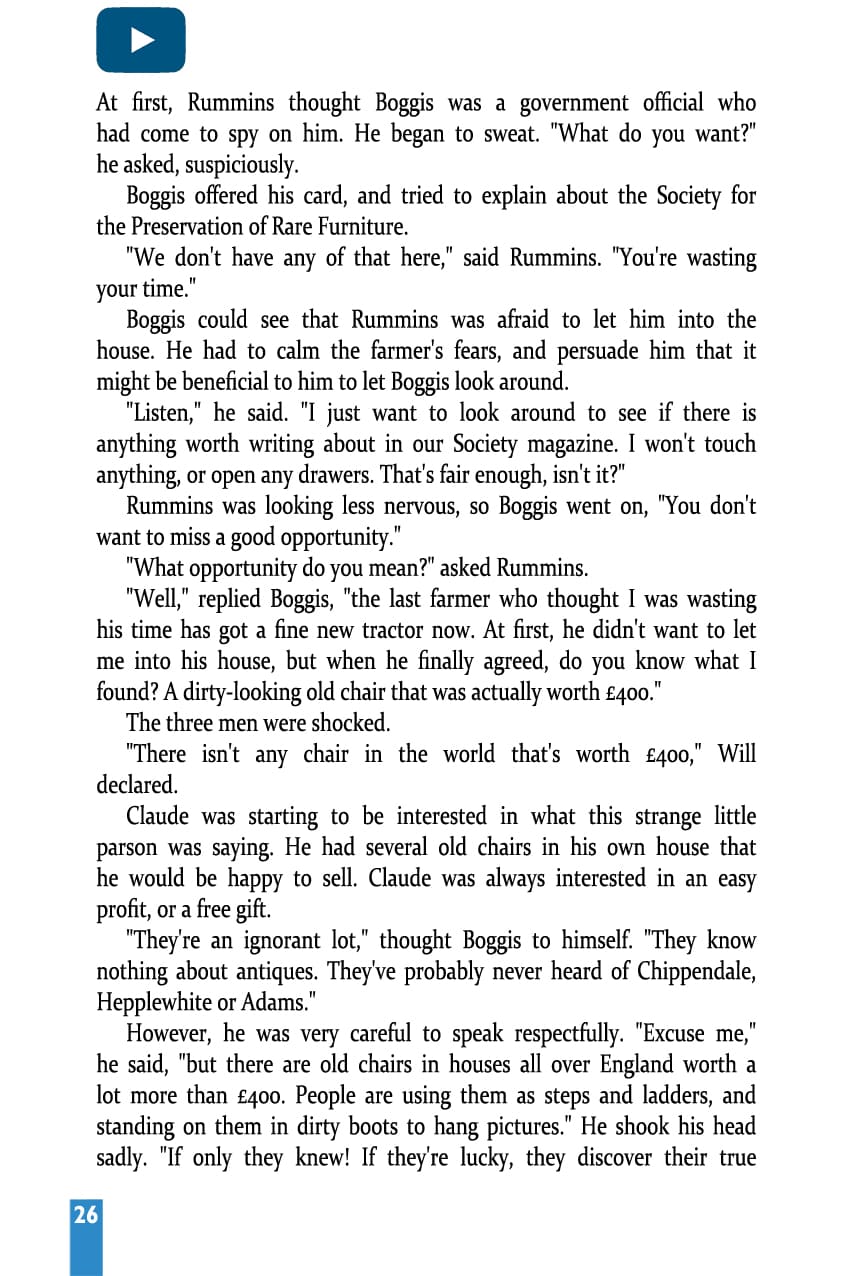 At first, Rummins thought Boggis was a government official who
had come to spy on him. He began to sweat. "What do you want?"
he asked, suspiciously.
Boggis offered his card, and tried to explain about the Society for
the Preservation of Rare Furniture.
"We don't have any of that here," said Rummins. "You're wasting
your time."
Boggis could see that Rummins was afraid to let him into the
house. He had to calm the farmer's fears, and persuade him that it
might be beneficial to him to let Boggis look around.
"Listen," he said. "I just want to look around to see if there is
anything worth writing about in our Society magazine. I won't touch
anything, or open any drawers. That's fair enough, isn't it?"
Rummins was looking less nervous, so Boggis went on, "You don't
want to miss a good opportunity."
"What opportunity do you mean?" asked Rummins.
"Well," replied Boggis, "the last farmer who thought I was wasting
his time has got a fine new tractor now. At first, he didn't want to let
me into his house, but when he finally agreed, do you know what I
found? A dirty-looking old chair that was actually worth £400."
The three men were shocked.
"There isn't any chair in the world that's worth £400," Will
declared.
Claude was starting to be interested in what this strange little
parson was saying. He had several old chairs in his own house that
he would be happy to sell. Claude was always interested in an easy
profit, or a free gift.
"They're an ignorant lot," thought Boggis to himself. "They know
nothing about antiques. They've probably never heard of Chippendale,
Hepplewhite or Adams."
However, he was very careful to speak respectfully. "Excuse me,"
he said, "but there are old chairs in houses all over England worth a
lot more than £400. People are using them as steps and ladders, and
standing on them in dirty boots to hang pictures." He shook his head
sadly. "If only they knew! If they're lucky, they discover their true
26